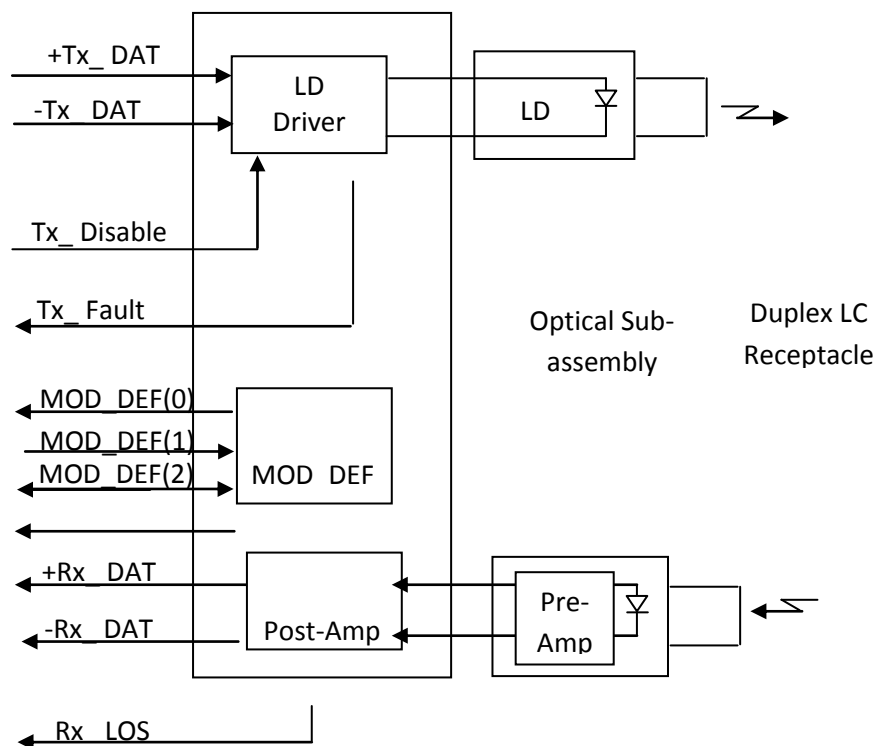 +Tx_ DAT
LD
Driver
LD
-Tx_ DAT
Tx_ Disable
Tx_ Fault
Optical Sub-
assembly
Duplex LC
Receptacle
MOD_DEF(0)
MOD_DEF(1)
MOD_DEF(2)
MOD DEF
+Rx_ DAT
-Rx_ DAT
Post-Amp
Pre-
Amp
Rx_ LOS